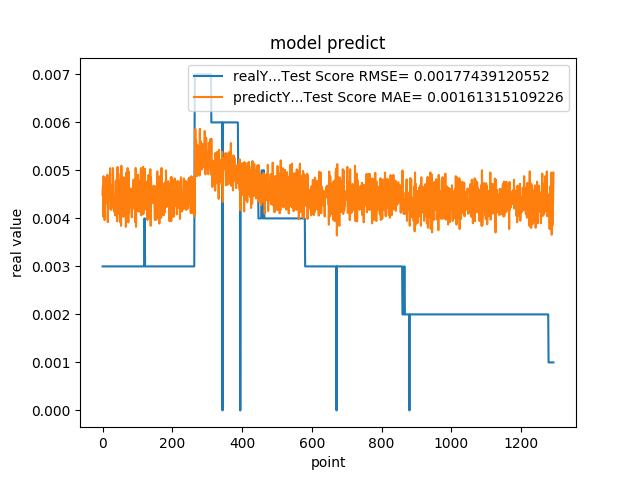 model predict
realY...Test Score RMSE= 0.00177439120552
predictY...Test Score MAE= 0.00161315109226
real value
0.007
0.006
0.005
0.004
0.003
0.002
0.001
0.000
0 200 400 600 800 1000 1200
point